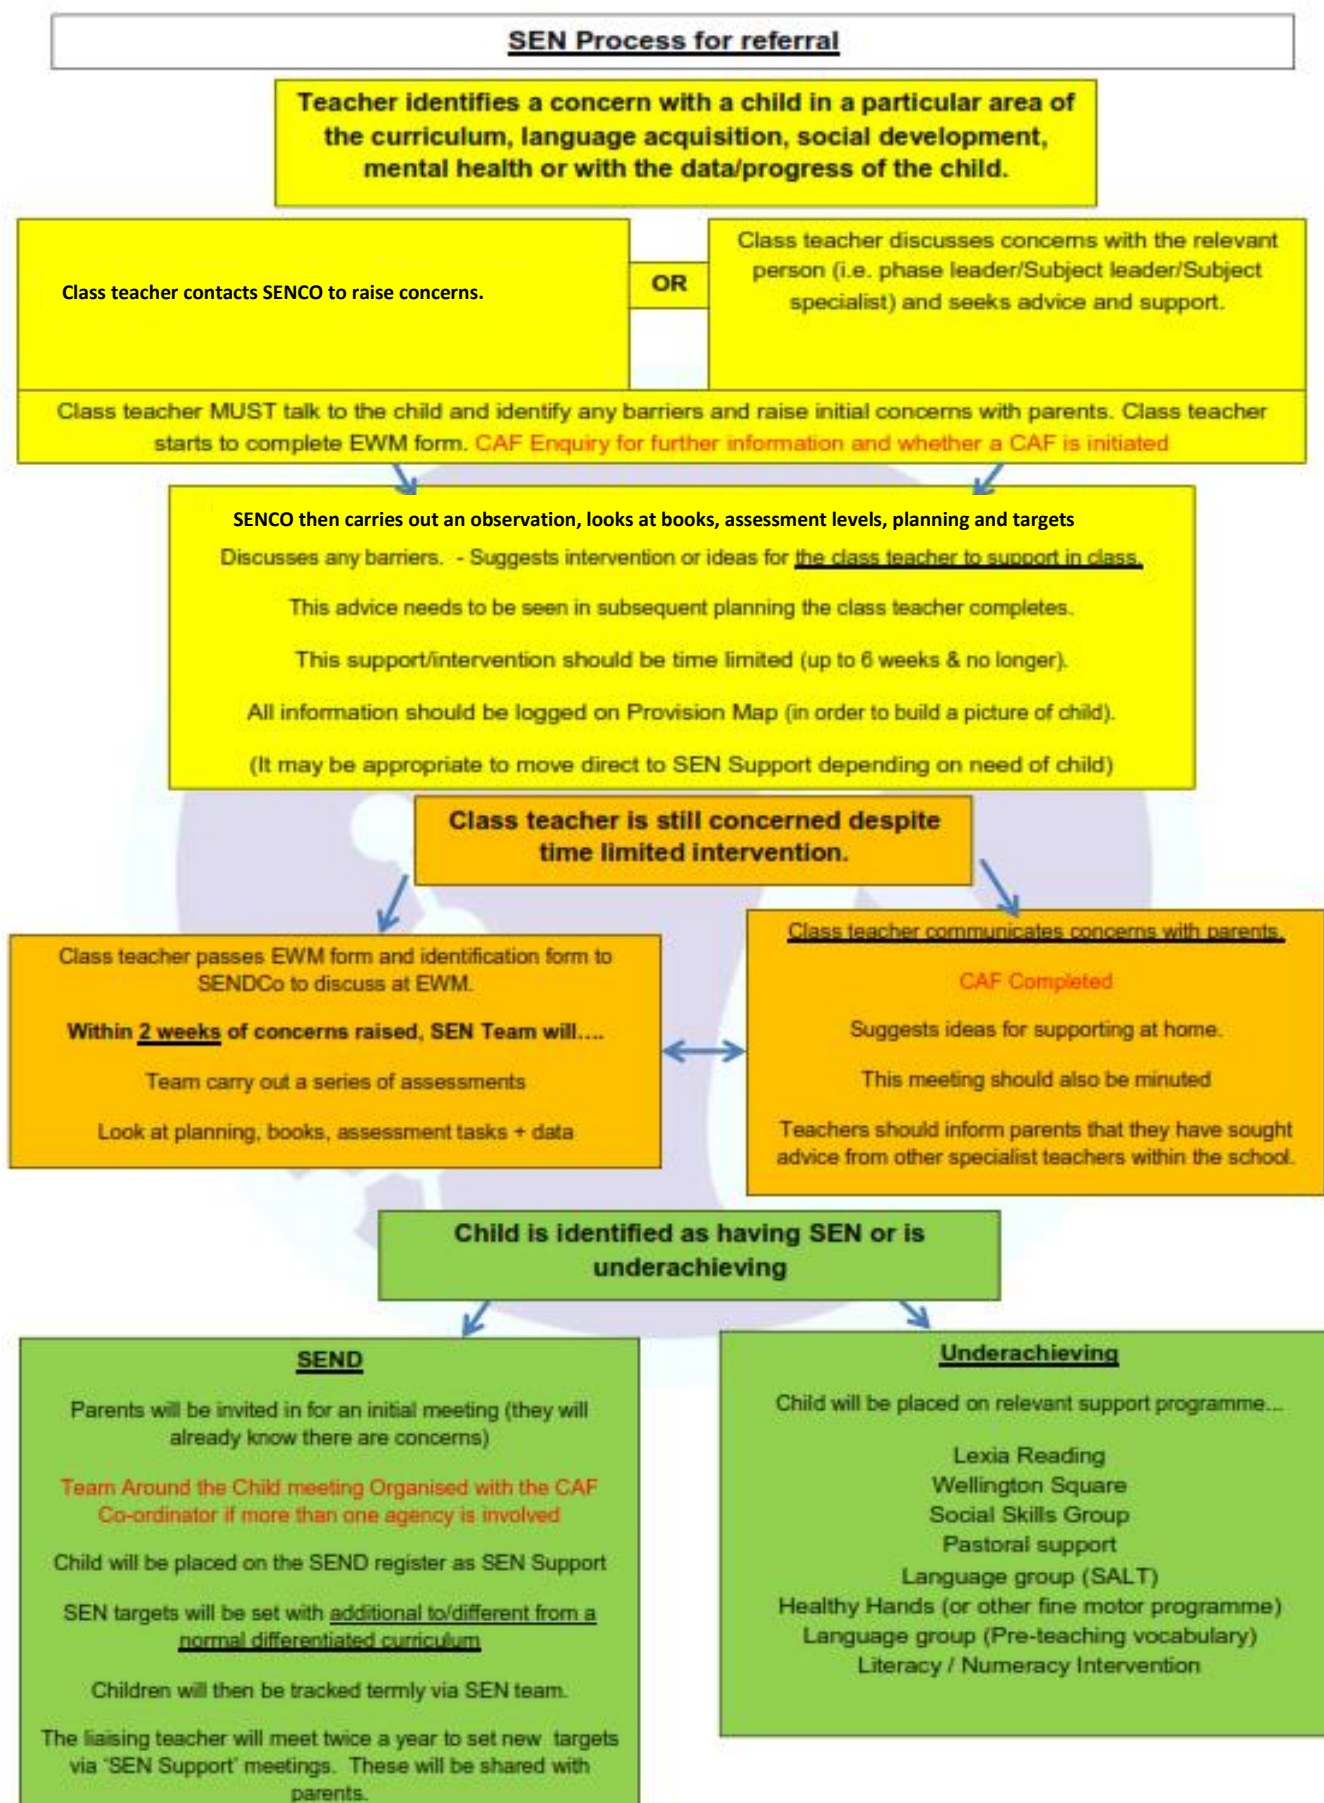 SEN Process for referral
Teacher identifies a concern with a child in a particular area of
the curriculum, language acquisition, social development,
mental health or with the data/progress of the child.
Class teacher contacts SENCO to raise concerns.
OR
Class teacher discusses concerns with the relevant
person (i.e. phase leader/Subject leader/Subject
specialist) and seeks advice and support.
Class teacher MUST talk to the child and identify any barriers and raise initial concerns with parents. Class teacher
starts to complete EWM form. CAF Enquiry for further information and whether a CAF is initiated
SENCO then carries out an observation, looks at books, assessment levels, planning and targets
Discusses any barriers.  - Suggests intervention or ideas for the class teacher to support in class.
This advice needs to be seen in subsequent planning the class teacher completes.
This support/intervention should be time limited (up to 6 weeks & no longer).
All information should be logged on Provision Map (in order to build a picture of child).
(It may be appropriate to move direct to SEN Support depending on need of child)
Class teacher is still concerned despite
time limited intervention.
Class teacher passes EWM form and identification form to
SENDCo to discuss at EWM.
Within 2 weeks of concerns raised, SEN Team will....
Team carry out a series of assessments
Look at planning, books, assessment tasks + data
Class teacher communicates concerns with parents.
CAF Completed
Suggests ideas for supporting at home.
This meeting should also be minuted
Teachers should inform parents that they have sought
advice from other specialist teachers within the school.
Child is identified as having SEN or is
underachieving
SEND
Parents will be invited in for an initial meeting (they will
already know there are concerns)
Team Around the Child meeting Organised with the CAF
Co-ordinator if more than one agency is involved
Child will be placed on the SEND register as SEN Support
SEN targets will be set with additional to/different from a
normal differentiated curriculum
Children will then be tracked termly via SEN team.
The liaising teacher will meet twice a year to set new  targets
via ‘SEN Support’ meetings.  These will be shared with
parents.
Underachieving
Child will be placed on relevant support programme...
Lexia Reading
Wellington Square
Social Skills Group
Pastoral support
Language group (SALT)
Healthy Hands (or other fine motor programme)
Language group (Pre-teaching vocabulary)
Literacy / Numeracy Intervention